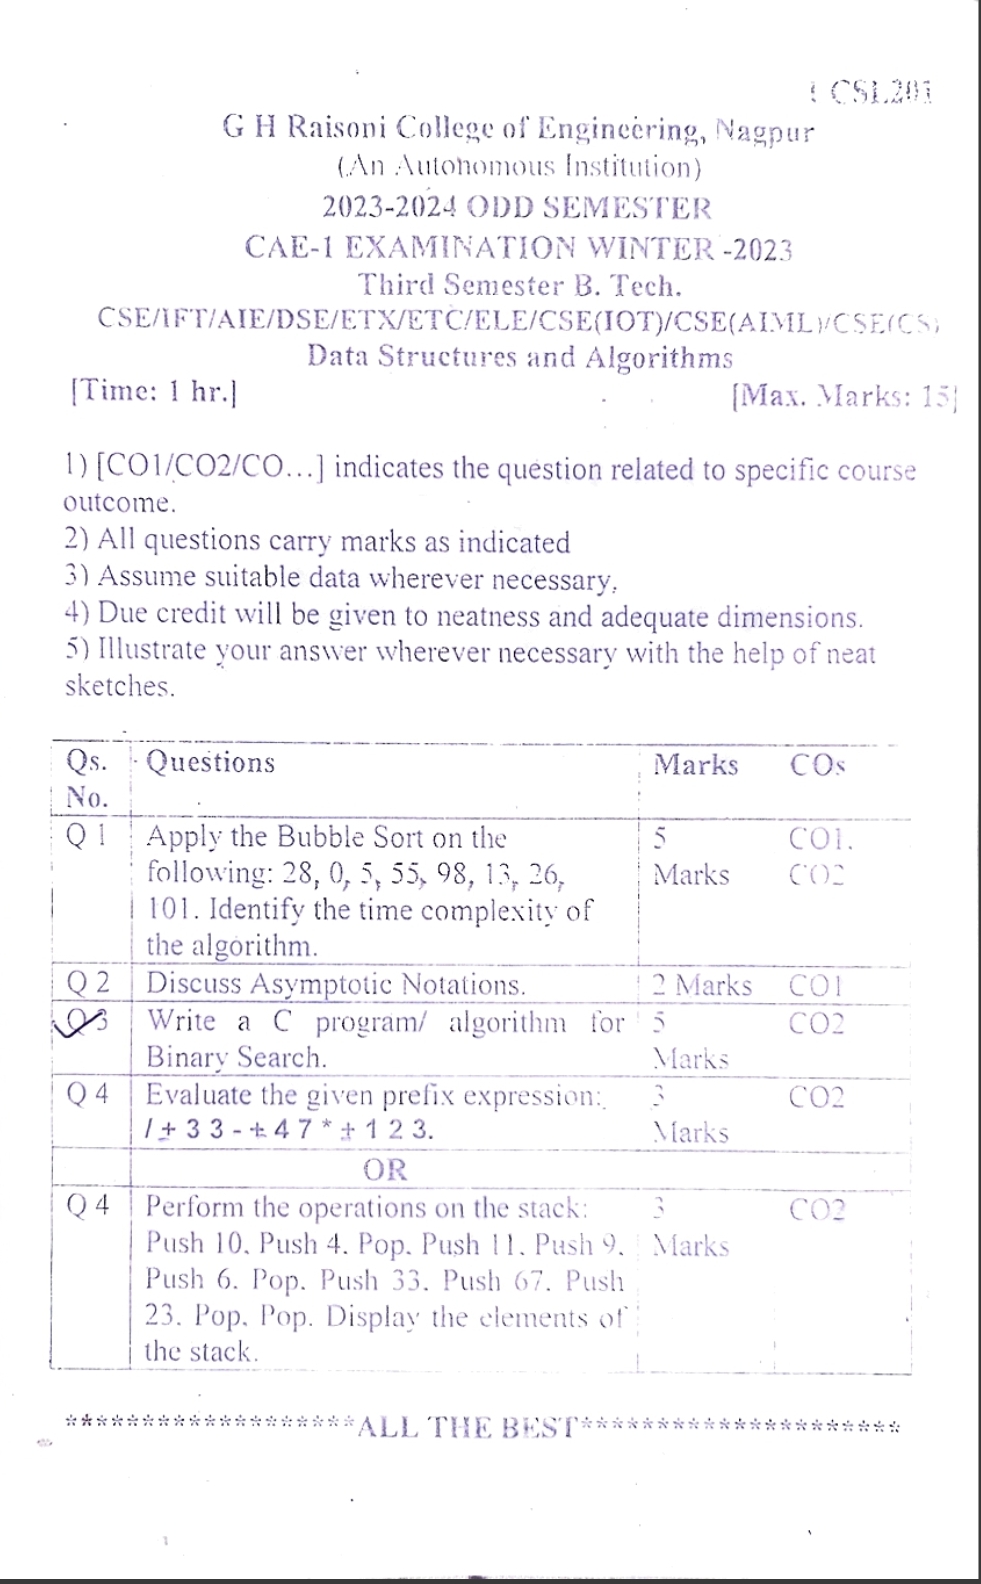 CSL201
G H Raisoni College of Engineering, Nagpur
(An Autonomous Institution)
2023-2024 ODD SEMESTER
CAE-1 EXAMINATION WINTER -2023
Third Semester B. Tech.
CSE/IFT/AIE/DSE/ETX/ETC/ELE/CSE(IOT)/CSE(AIML)/CSE(CS)
Data Structures and Algorithms
[Time: 1 hr.] [Max. Marks: 15]
1) [CO1/CO2/CO...] indicates the question related to specific course
outcome.
2) All questions carry marks as indicated
3) Assume suitable data wherever necessary.
4) Due credit will be given to neatness and adequate dimensions.
5) Illustrate your answer wherever necessary with the help of neat
sketches.
Qs. Questions Marks COs
No.
Q 1 Apply the Bubble Sort on the 5 CO1.
following: 28, 0, 5, 55, 98, 13, 26, Marks CO2
101. Identify the time complexity of
the algorithm.
Q 2 Discuss Asymptotic Notations. 2 Marks CO1
Q 3 Write a C program/ algorithm for 5 CO2
Binary Search. Marks
Q 4 Evaluate the given prefix expression: 3 CO2
/ + 3 3 - + 4 7 * + 1 2 3. Marks
OR
Q 4 Perform the operations on the stack: 3 CO2
Push 10. Push 4. Pop. Push 11. Push 9. Marks
Push 6. Pop. Push 33. Push 67. Push
23. Pop. Pop. Display the elements of
the stack.
*******************ALL THE BEST*********************